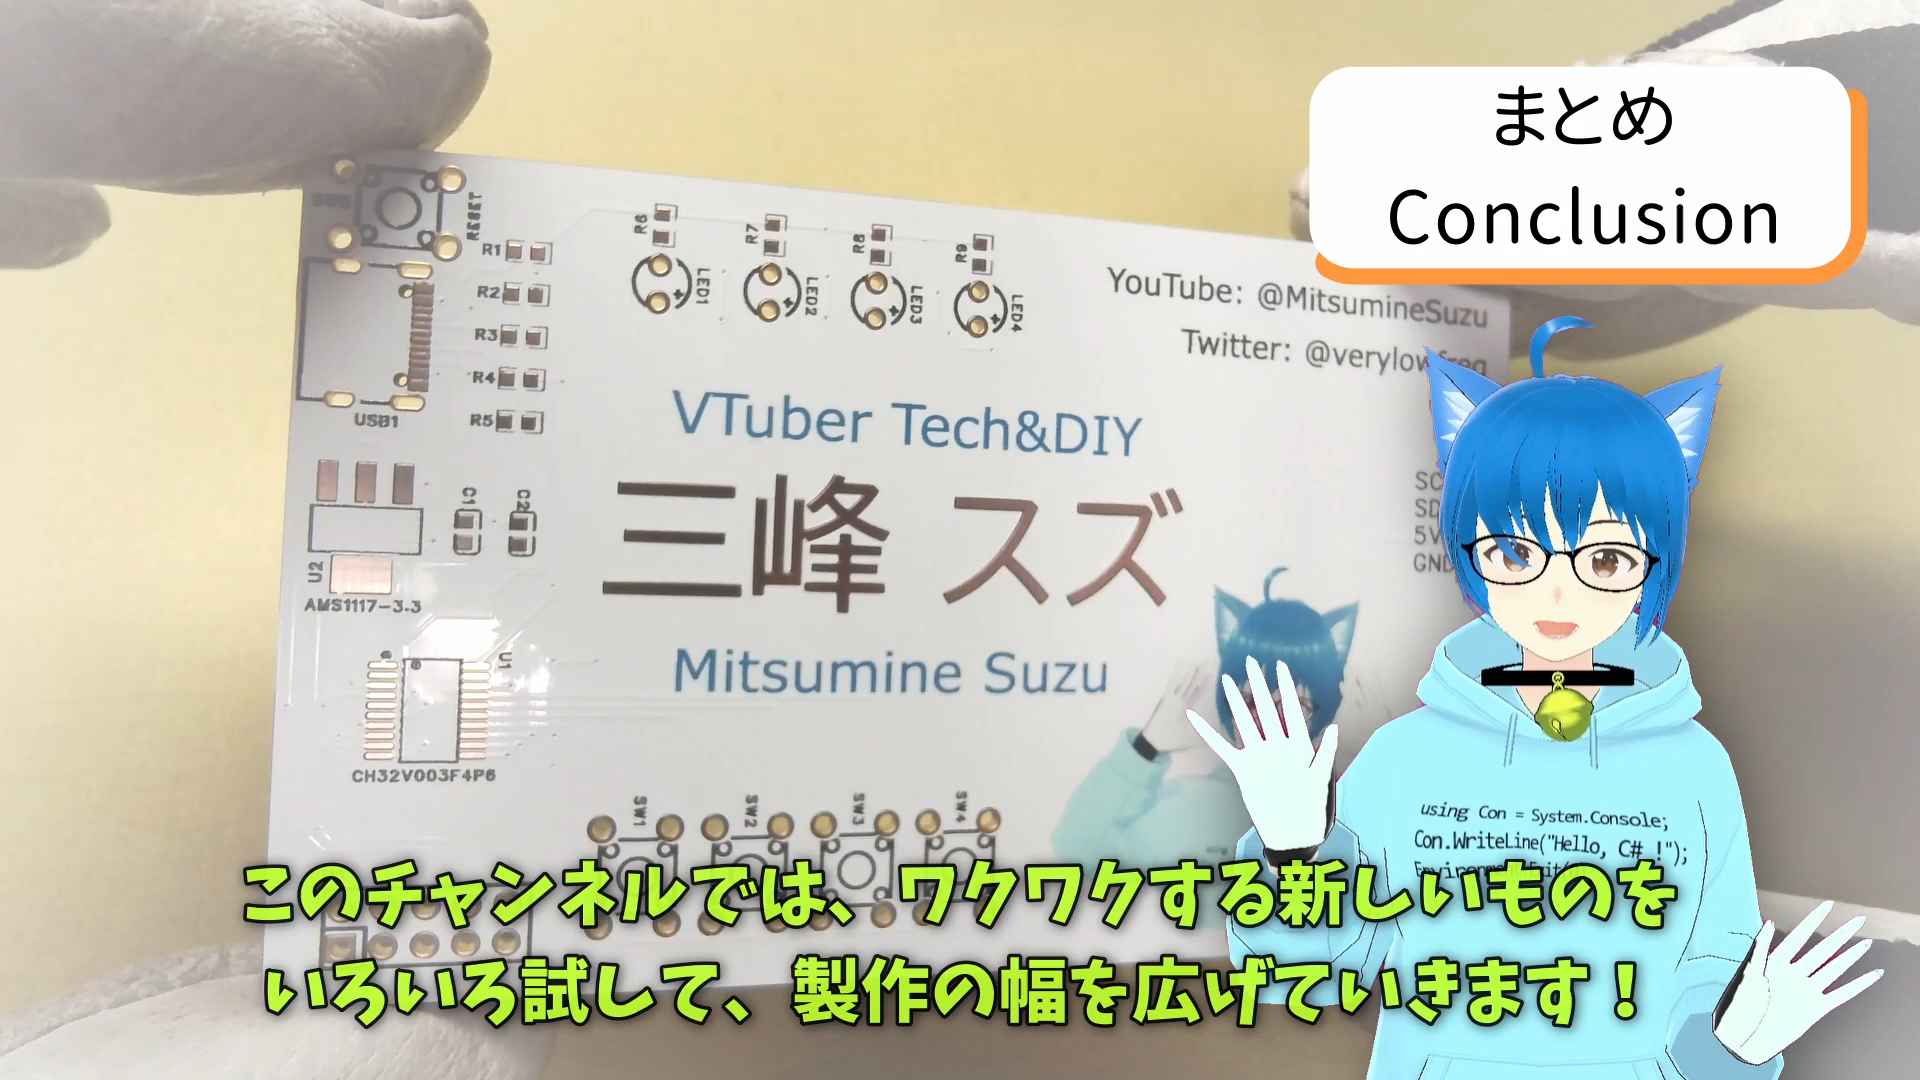 まとめ
Conclusion
YouTube: @MitsumineSuzu
Twitter: @verylow
VTuber Tech&DIY
三峰 スズ
Mitsumine Suzu
RESET
R1
R2
R3
R4
R5
R7
R8
LED1
LED2
LED3
LED4
USB1
C1
C2
U2
AMS1117-3.3
U1
CH32V003F4P6
SW1
SW2
SW3
SW4
5V
GND
using Con = System.Console;
Con.WriteLine("Hello, C# !");
このチャンネルでは、ワクワクする新しいものを
いろいろ試して、製作の幅を広げていきます！